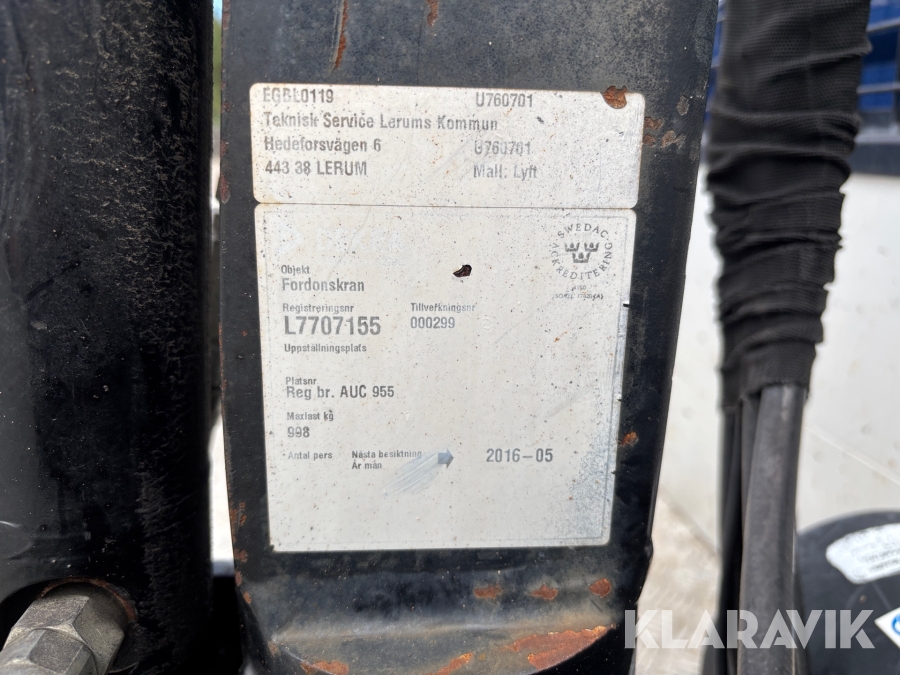 EGBL0119 U760701
Teknisk Service Lerums Kommun
Hedeforsvägen 6 U760701
443 38 LERUM Mall: Lyft
SWEDAC
ACKREDITERING
Objekt
Fordonskran
Registreringsnr Tillverkningsnr
L7707155 000299
Uppställningsplats
Platsnr
Reg br. AUC 955
Maxlast kg
998
Antal pers Nästa besiktning 2016-05
År mån
KLARAVIK